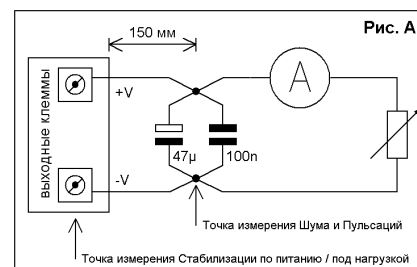 150 мм
Рис. А
выходные клеммы
+V
A
47µ
100n
-V
Точка измерения Шума и Пульсаций
Точка измерения Стабилизации по питанию / под нагрузкой